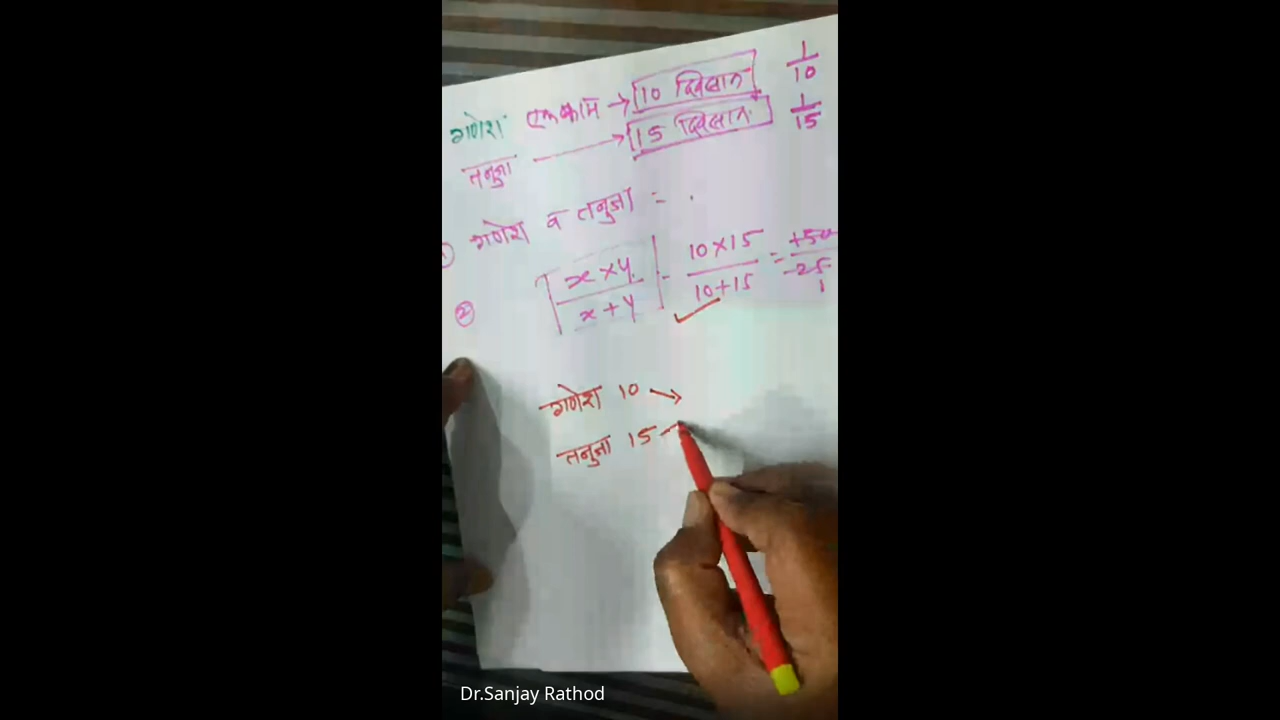 गणेश एक काम → 10 दिवसात 1/10
तनुजा → 15 दिवसात 1/15
गणेश व तनुजा =
② x × y / x + y = 10×15 / 10+15 =
गणेश 10 →
तनुजा 15
Dr.Sanjay Rathod